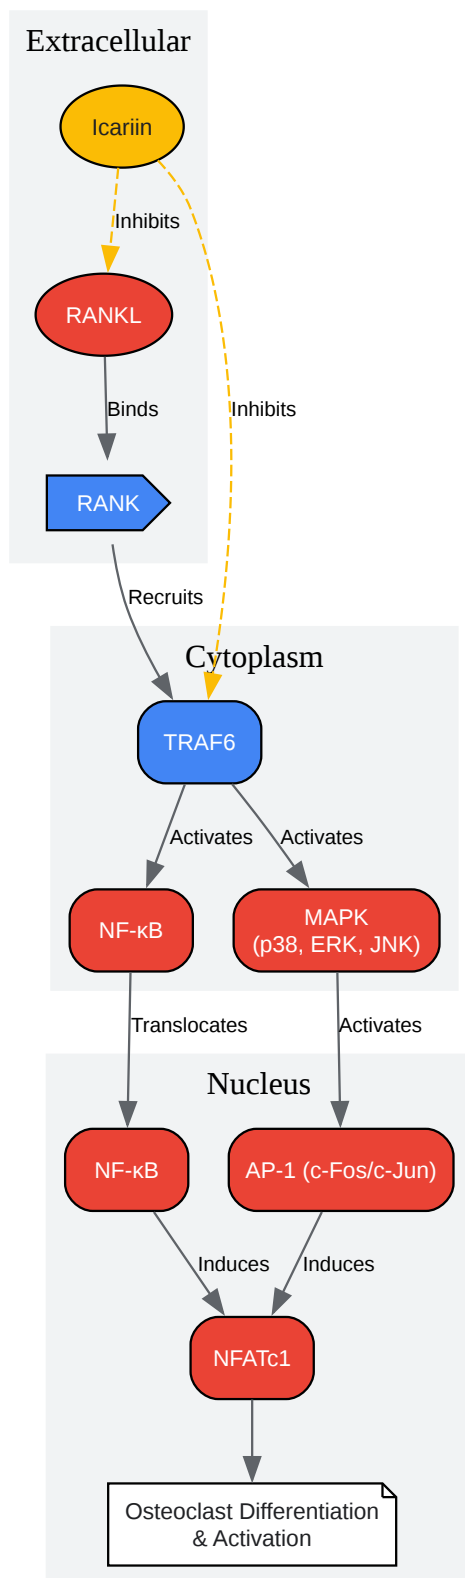 Extracellular
Icariin
Inhibits
RANKL
Binds
Inhibits
RANK
Recruits
Cytoplasm
TRAF6
Activates
Activates
NF-κB
MAPK
(p38, ERK, JNK)
Translocates
Activates
Nucleus
NF-κB
AP-1 (c-Fos/c-Jun)
Induces
Induces
NFATc1
Osteoclast Differentiation
& Activation